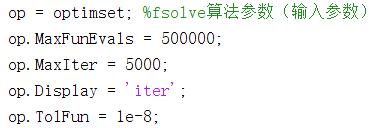 op = optimset; %fsolve算法参数（输入参数）
op.MaxFunEvals = 500000;
op.MaxIter = 5000;
op.Display = 'iter';
op.TolFun = 1e-8;